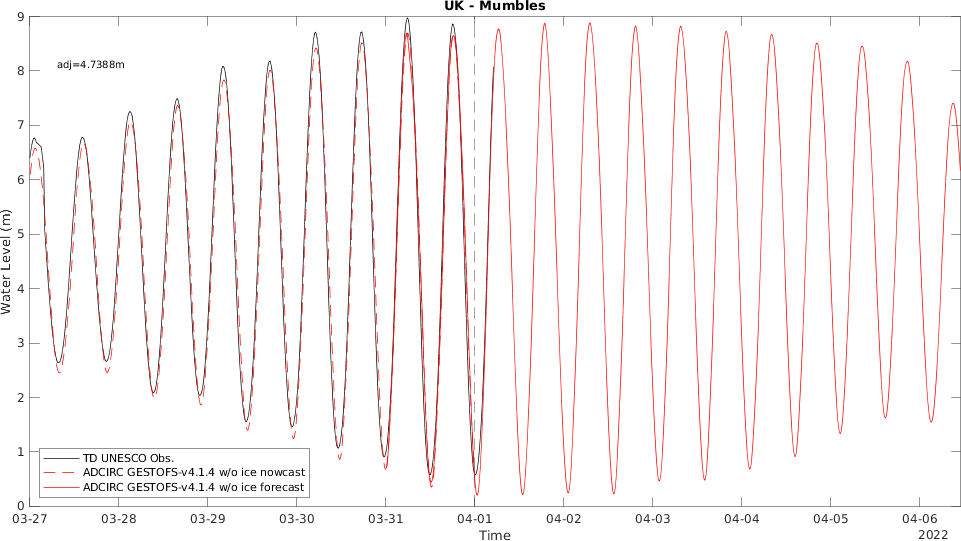 UK - Mumbles
adj=4.7388m
Water Level (m)
9
8
7
6
5
4
3
2
1
0
TD UNESCO Obs.
ADCIRC GESTOFS-v4.1.4 w/o ice nowcast
ADCIRC GESTOFS-v4.1.4 w/o ice forecast
03-27 03-28 03-29 03-30 03-31 04-01 04-02 04-03 04-04 04-05 04-06
Time
2022